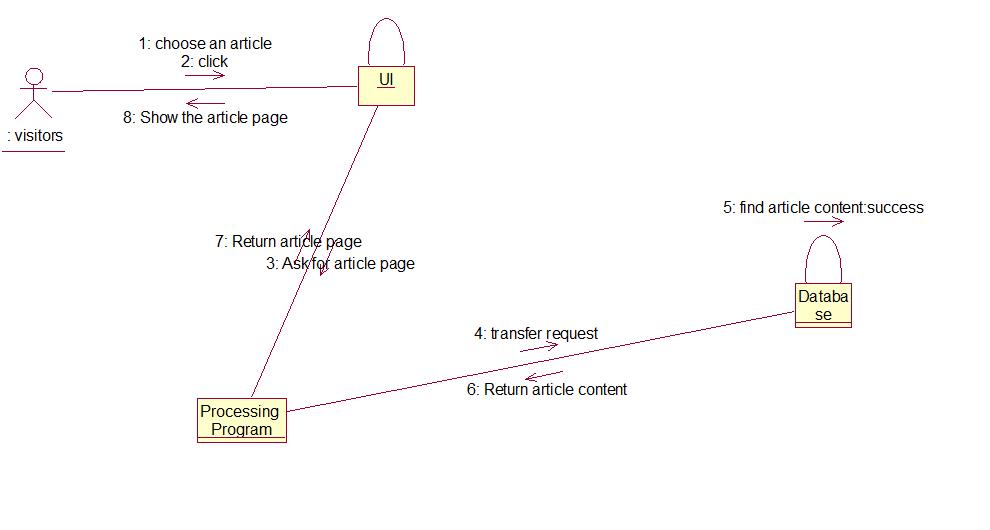 1: choose an article
2: click
UI
8: Show the article page
: visitors
5: find article content:success
7: Return article page
3: Ask for article page
Databa
se
4: transfer request
6: Return article content
Processing
Program